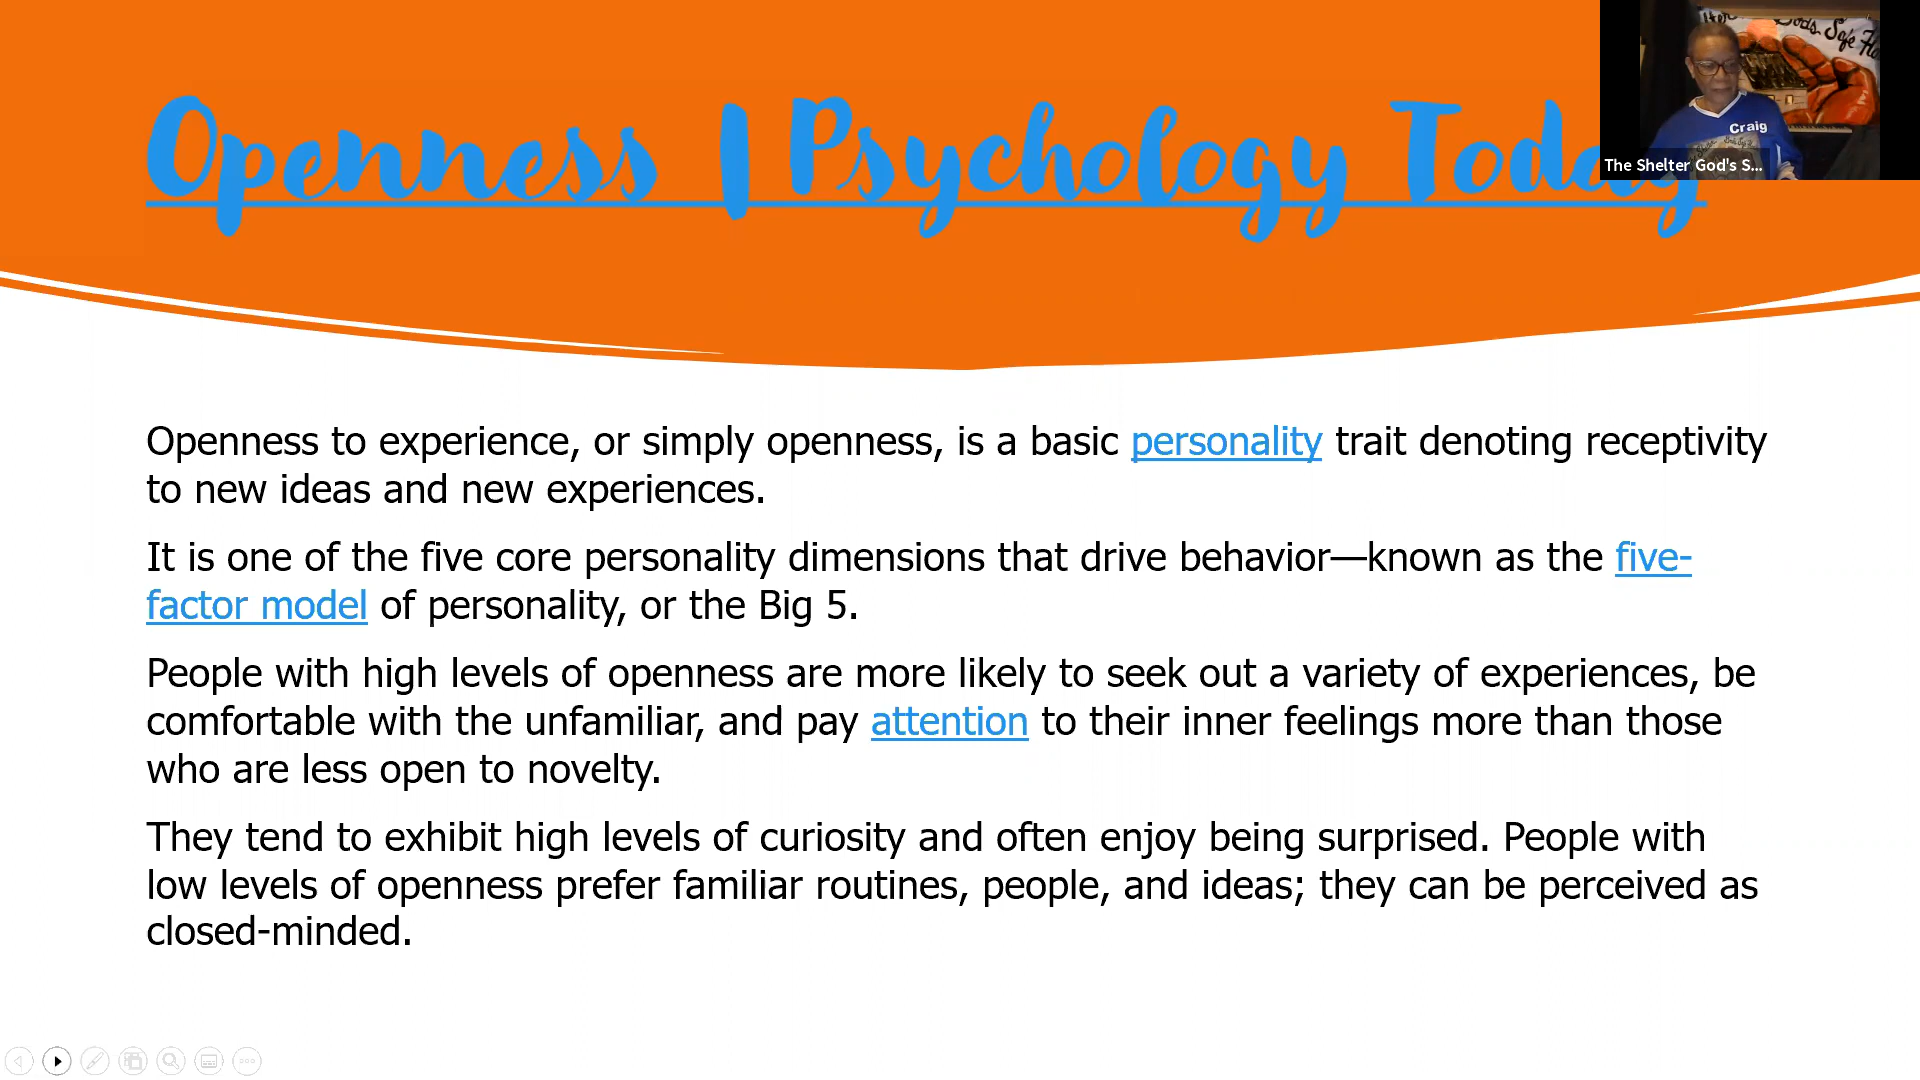 Openness | Psychology Today
Craig
The Shelter God's S...
Openness to experience, or simply openness, is a basic personality trait denoting receptivity
to new ideas and new experiences.
It is one of the five core personality dimensions that drive behavior—known as the five-
factor model of personality, or the Big 5.
People with high levels of openness are more likely to seek out a variety of experiences, be
comfortable with the unfamiliar, and pay attention to their inner feelings more than those
who are less open to novelty.
They tend to exhibit high levels of curiosity and often enjoy being surprised. People with
low levels of openness prefer familiar routines, people, and ideas; they can be perceived as
closed-minded.